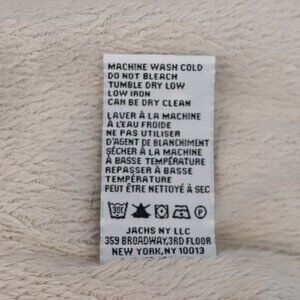 MACHINE WASH COLD
DO NOT BLEACH
TUMBLE DRY LOW
LOW IRON
CAN BE DRY CLEAN
LAVER À LA MACHINE
À L'EAU FROIDE
NE PAS UTILISER
D'AGENT DE BLANCHIMENT
SÉCHER À LA MACHINE
À BASSE TEMPÉRATURE
REPASSER À BASSE
TEMPÉRATURE
PEUT ÊTRE NETTOYÉ À SEC
JACHS NY LLC
359 BROADWAY,3RD FLOOR
NEW YORK,NY 10013